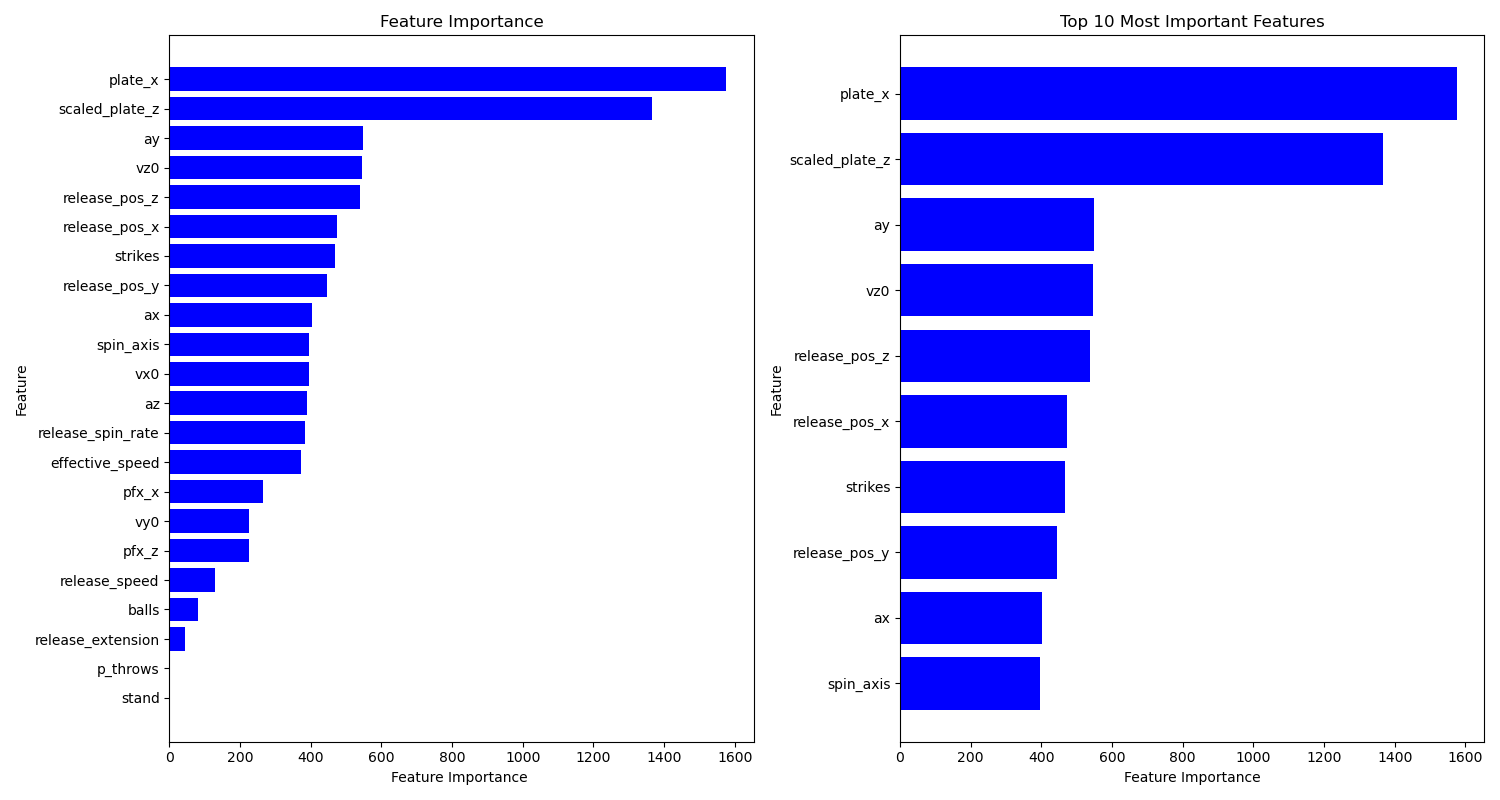 Feature Importance
Feature
plate_x
scaled_plate_z
ay
vz0
release_pos_z
release_pos_x
strikes
release_pos_y
ax
spin_axis
vx0
az
release_spin_rate
effective_speed
pfx_x
vy0
pfx_z
release_speed
balls
release_extension
p_throws
stand
0 200 400 600 800 1000 1200 1400 1600
Feature Importance
Top 10 Most Important Features
Feature
plate_x
scaled_plate_z
ay
vz0
release_pos_z
release_pos_x
strikes
release_pos_y
ax
spin_axis
0 200 400 600 800 1000 1200 1400 1600
Feature Importance